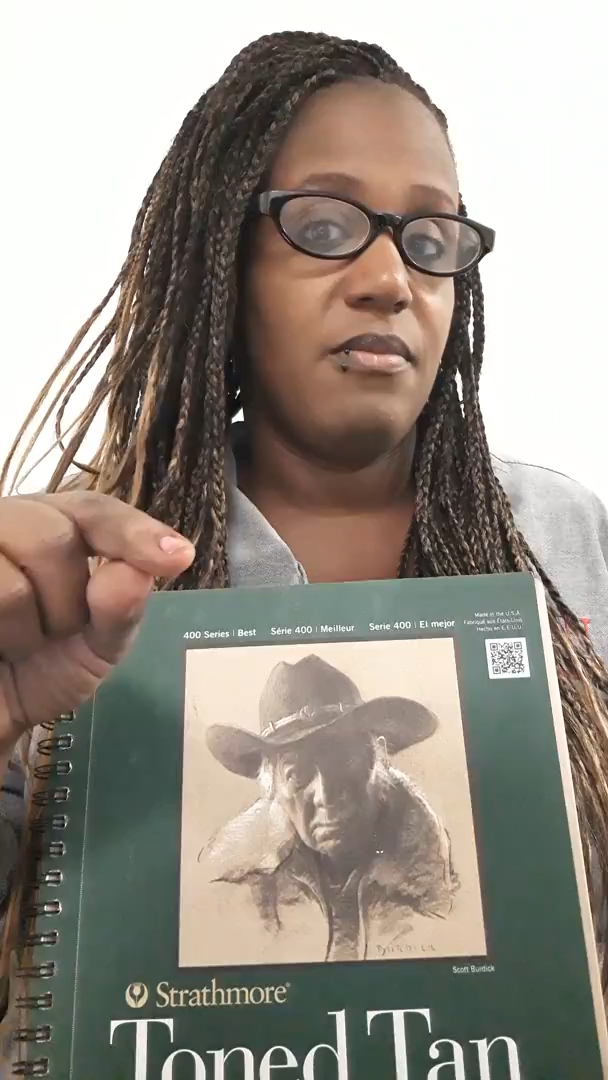 400 Series | Best Série 400 | Meilleur Serie 400 | El mejor
Made in the U.S.A.
Fabriqué aux États-Unis
Hecho en E.E.U.U.
Burdick
Scott Burdick
Strathmore®
Toned Tan